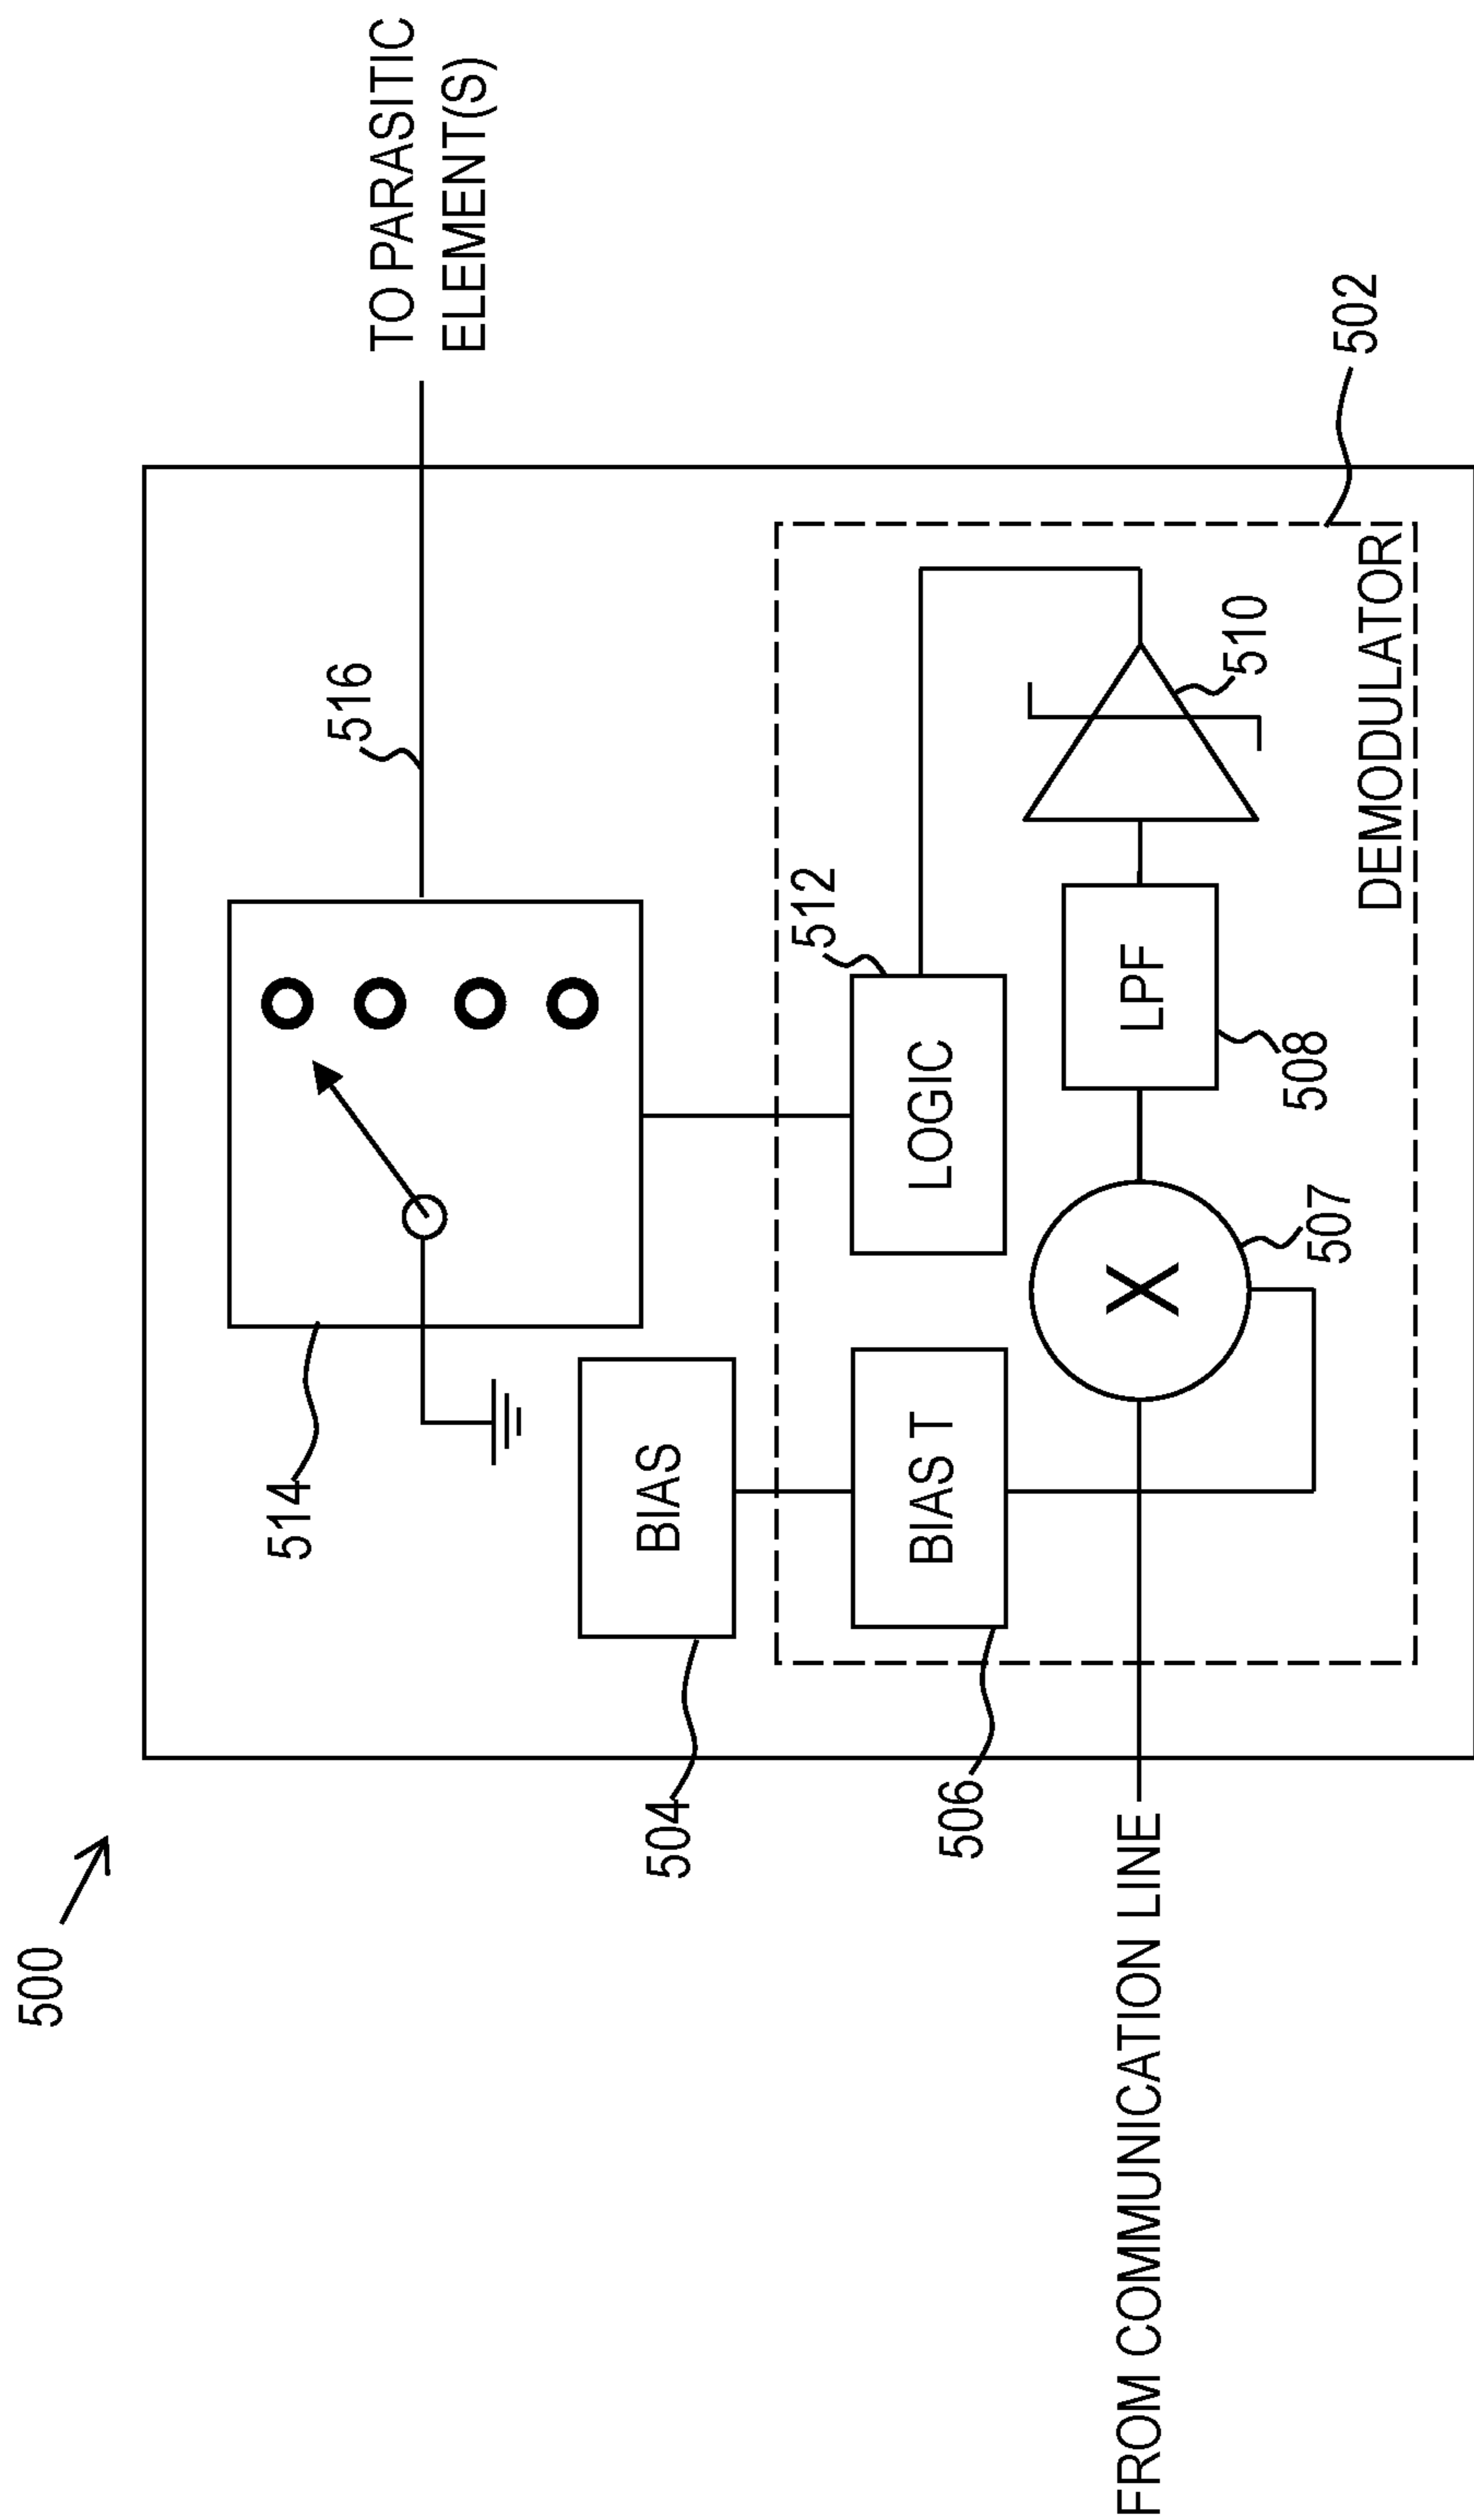 500
514
516
TO PARASITIC
ELEMENT(S)
504
BIAS
512
506
BIAS T
LOGIC
FROM COMMUNICATION LINE
X
LPF
510
508
507
DEMODULATOR
502